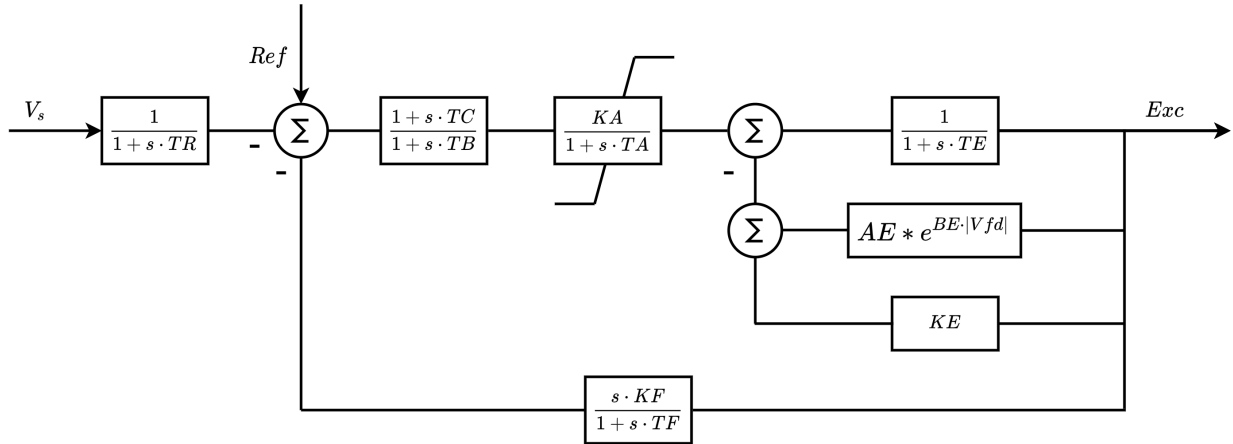 Ref
V_s
1
1 + s · TR
-
Σ
-
1 + s · TC
1 + s · TB
KA
1 + s · TA
Σ
-
1
1 + s · TE
Exc
Σ
AE * e^{BE·|Vfd|}
KE
s · KF
1 + s · TF